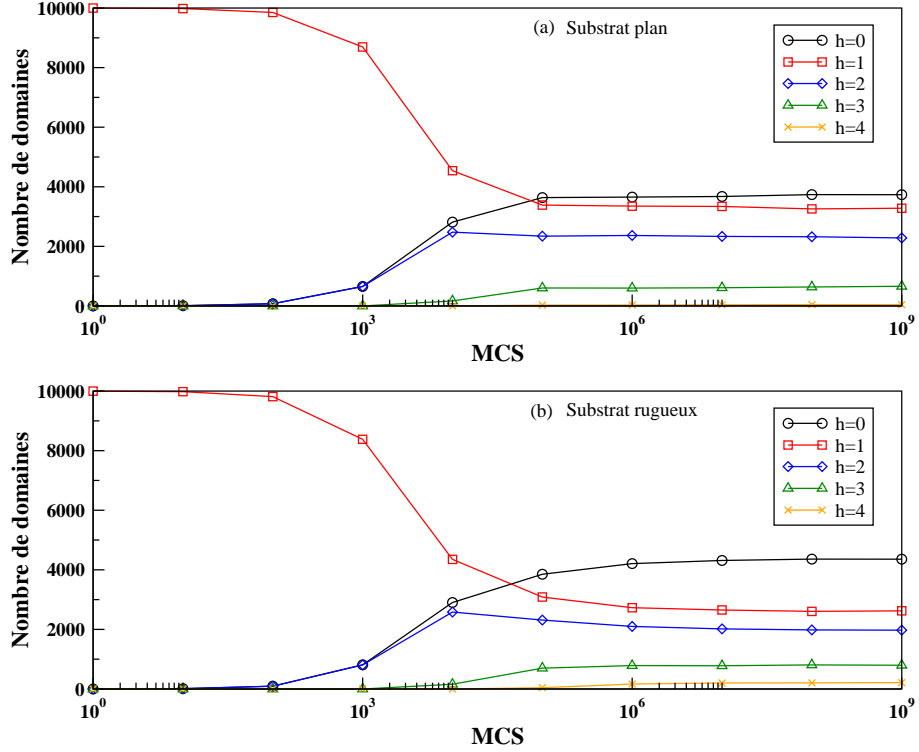 10000
8000
6000
4000
2000
0
Nombre de domaines
(a) Substrat plan
h=0
h=1
h=2
h=3
h=4
10^0
10^3
10^6
10^9
MCS
10000
8000
6000
4000
2000
0
Nombre de domaines
(b) Substrat rugueux
h=0
h=1
h=2
h=3
h=4
10^0
10^3
10^6
10^9
MCS